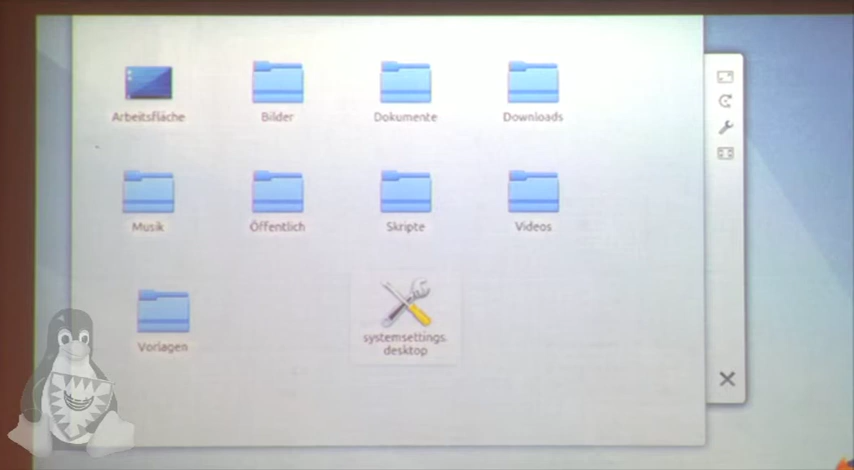 Arbeitsfläche
Bilder
Dokumente
Downloads
Musik
Öffentlich
Skripte
Videos
Vorlagen
systemsettings.
desktop